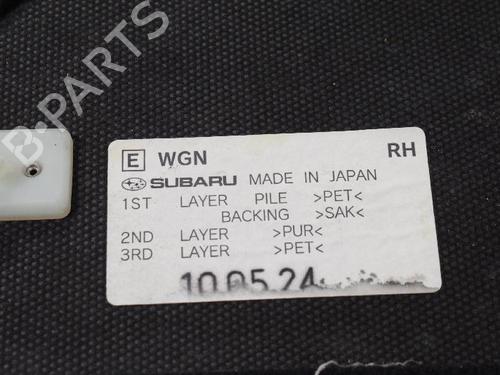 B-PARTS
E WGN RH
SUBARU MADE IN JAPAN
1ST LAYER PILE >PET<
BACKING >SAK<
2ND LAYER >PUR<
3RD LAYER >PET<
10.05.24